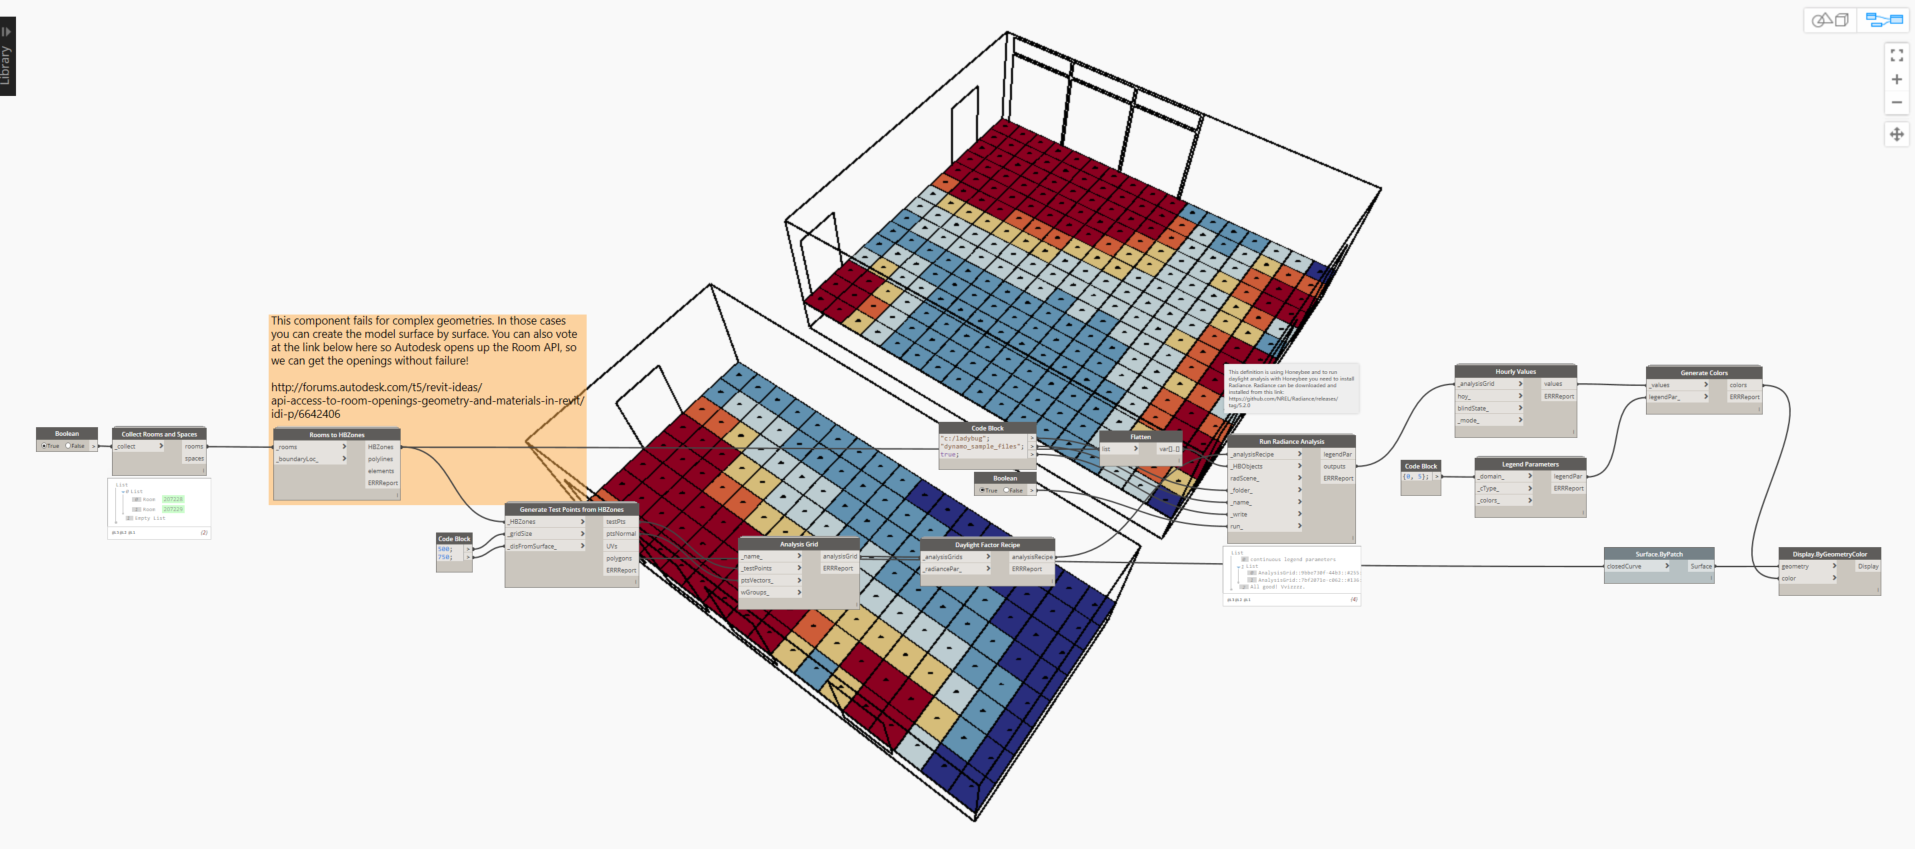 Library
This component fails for complex geometries. In those cases
you can create the model surface by surface. You can also vote
at the link below here so Autodesk opens up the Room API, so
we can get the openings without failure!
http://forums.autodesk.com/t5/revit-ideas/
api-access-to-room-openings-geometry-and-materials-in-revit/
idi-p/6642406
Boolean
True False >
Collect Rooms and Spaces
_collect > rooms
spaces
List
0 List
0 Room 207228
1 Room 207229
1 Empty List
Rooms to HBZones
_rooms > HBZones
_boundaryLoc_ > polylines
elements
ERRReport
Code Block
500; >
750; >
Generate Test Points from HBZones
_HBZones > testPts
_gridSize > ptsNormal
_disFromSurface_ > UVs
polygons
ERRReport
Analysis Grid
_name_ > analysisGrid
_testPoints > ERRReport
ptsVectors_ >
wGroups_ >
Daylight Factor Recipe
_analysisGrids > analysisRecipe
_radiancePar_ > ERRReport
Code Block
"c:/ladybug"; >
"dynamo_sample_files"; >
true; >
Boolean
True False >
Flatten
list > var[]..[]
This definition is using Honeybee and to run
daylight analysis with Honeybee you need to install
Radiance. Radiance can be downloaded and
installed from this link:
https://github.com/NREL/Radiance/releases/
tag/5.2.0
Run Radiance Analysis
_analysisRecipe > legendPar
_HBObjects > outputs
radScene_ > ERRReport
_folder_ >
_name_ >
_write >
run_ >
List
0 continuous legend parameters
List
2 All good! Vvizzzz.
Hourly Values
_analysisGrid > values
hoy_ > ERRReport
blindState_ >
_mode_ >
Code Block
{0, 5}; >
Legend Parameters
_domain_ > legendPar
_cType_ > ERRReport
_colors_ >
Generate Colors
_values > colors
legendPar_ > ERRReport
Surface.ByPatch
closedCurve > Surface
Display.ByGeometryColor
geometry > Display
color >